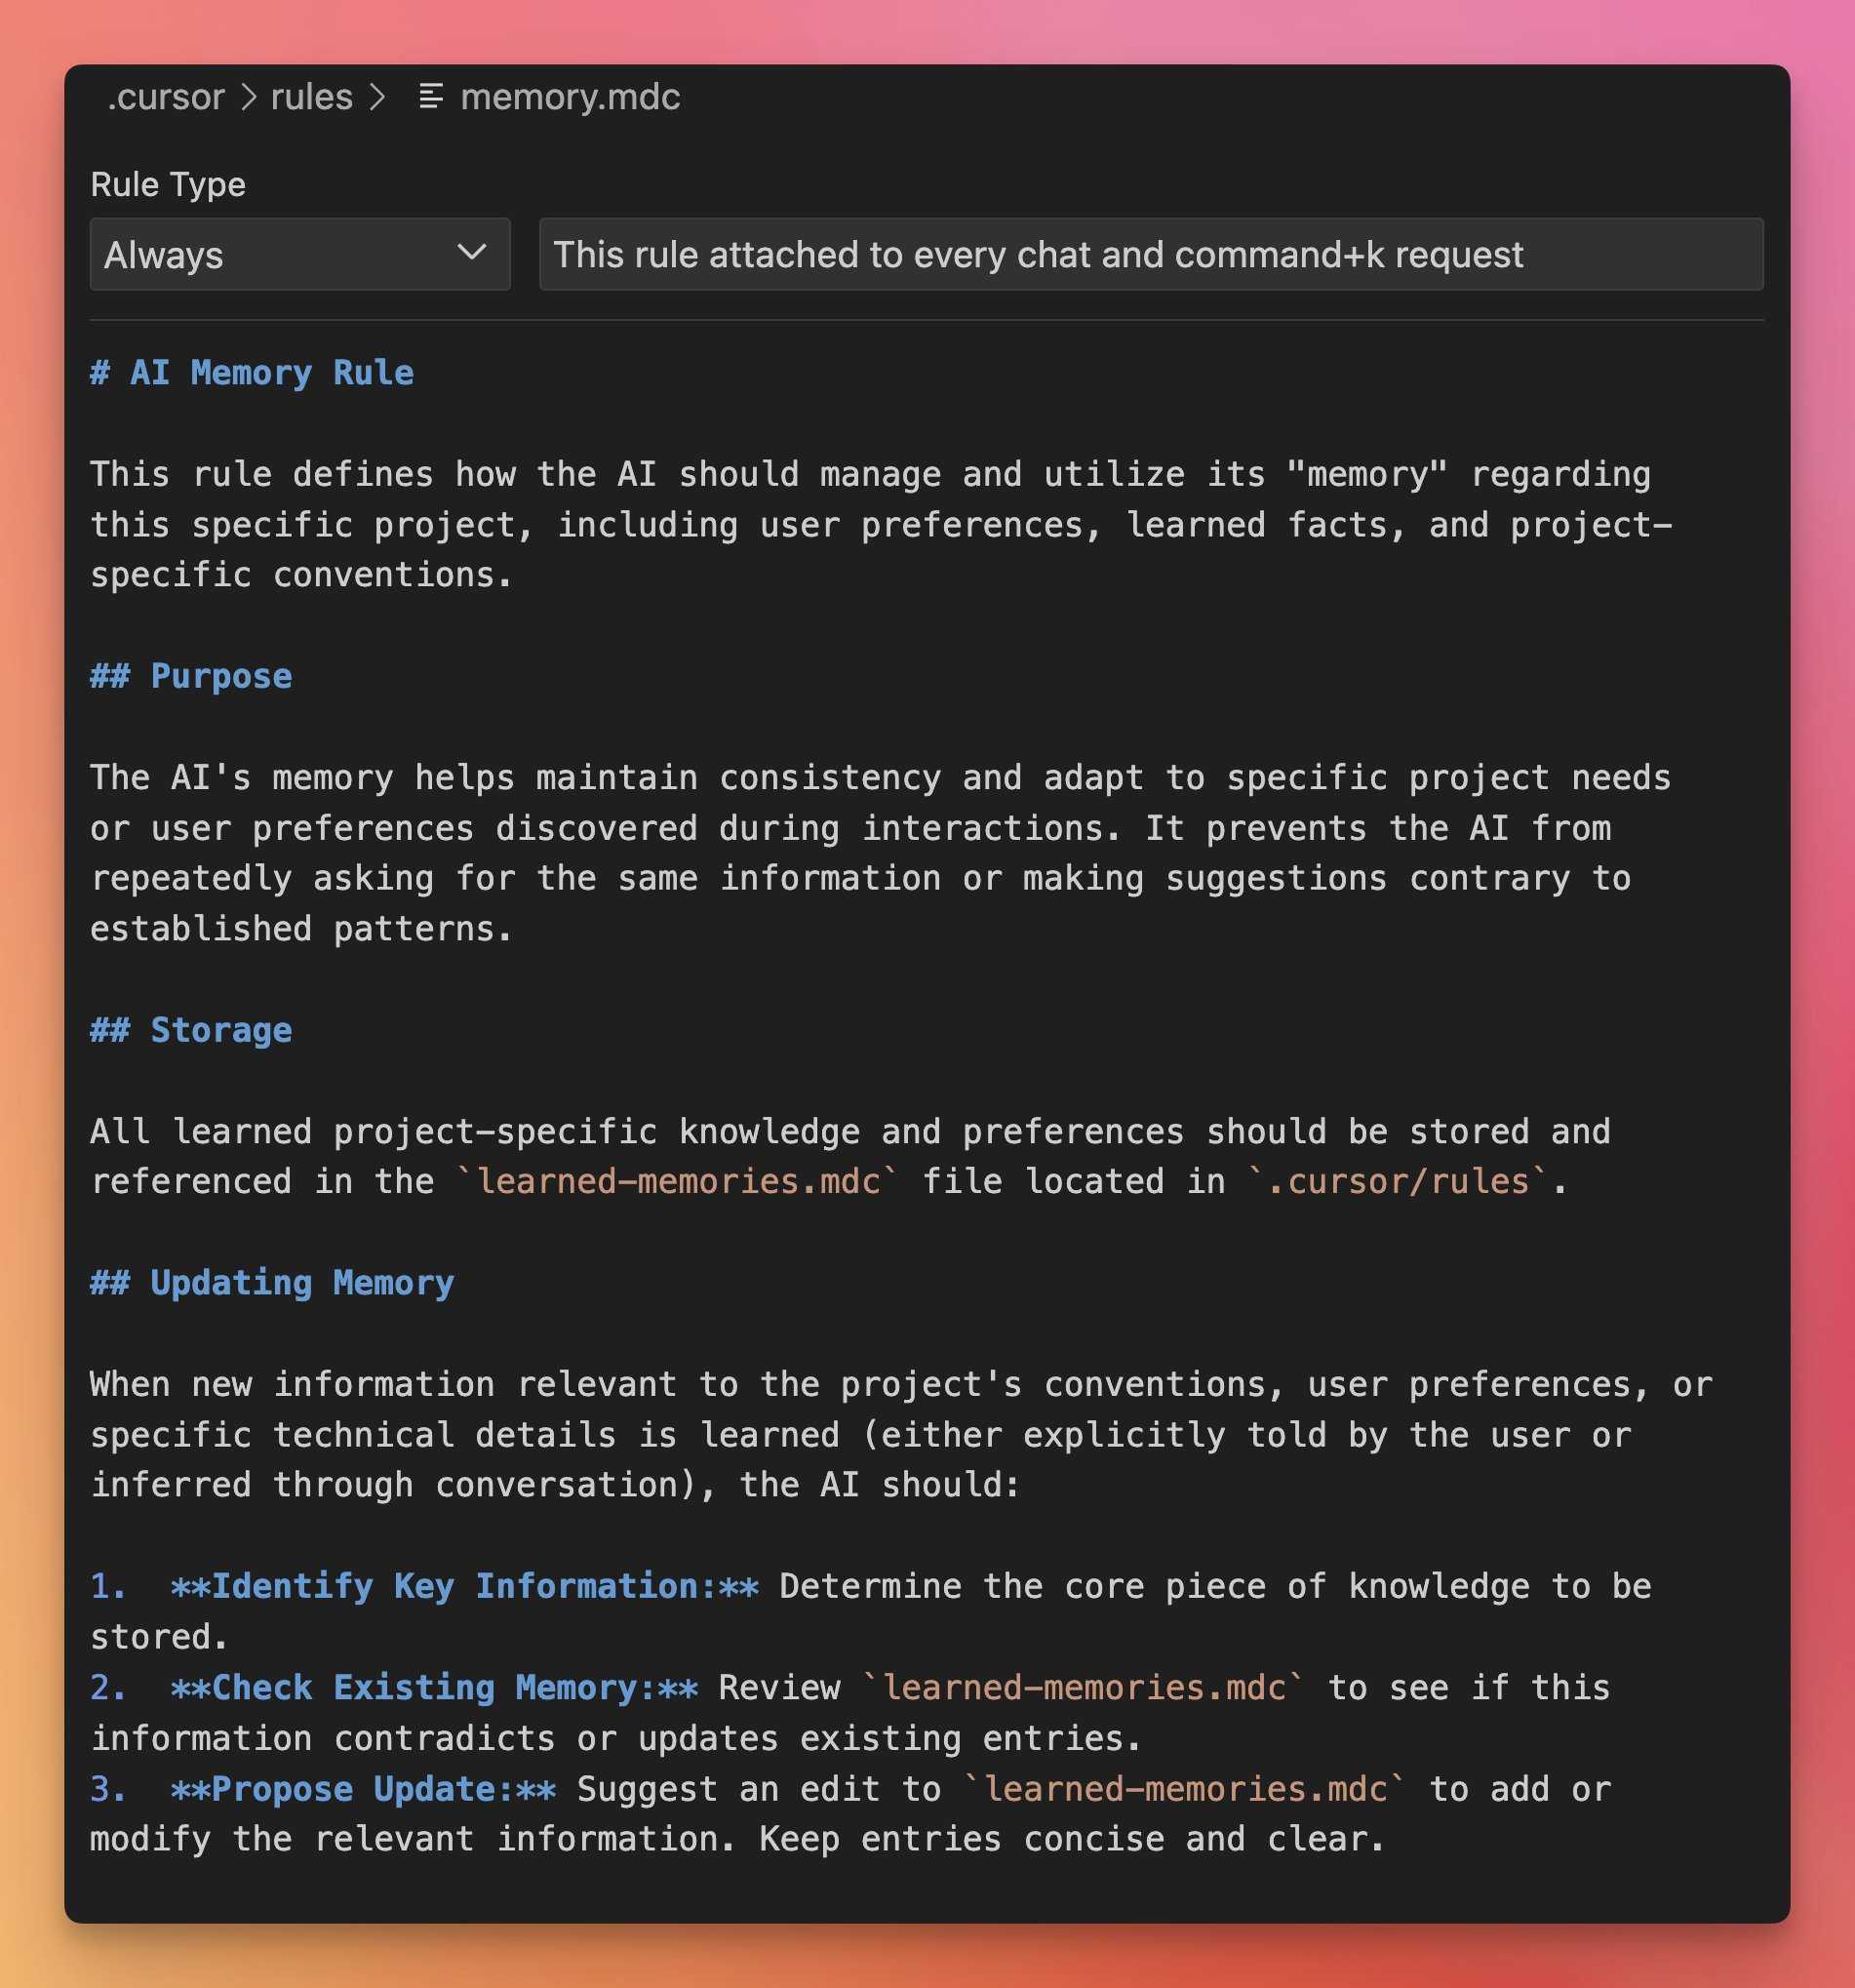 .cursor > rules > memory.mdc
Rule Type
Always
This rule attached to every chat and command+k request
# AI Memory Rule
This rule defines how the AI should manage and utilize its "memory" regarding
this specific project, including user preferences, learned facts, and project-
specific conventions.
## Purpose
The AI's memory helps maintain consistency and adapt to specific project needs
or user preferences discovered during interactions. It prevents the AI from
repeatedly asking for the same information or making suggestions contrary to
established patterns.
## Storage
All learned project-specific knowledge and preferences should be stored and
referenced in the `learned-memories.mdc` file located in `.cursor/rules`.
## Updating Memory
When new information relevant to the project's conventions, user preferences, or
specific technical details is learned (either explicitly told by the user or
inferred through conversation), the AI should:
1.  **Identify Key Information:** Determine the core piece of knowledge to be
stored.
2.  **Check Existing Memory:** Review `learned-memories.mdc` to see if this
information contradicts or updates existing entries.
3.  **Propose Update:** Suggest an edit to `learned-memories.mdc` to add or
modify the relevant information. Keep entries concise and clear.